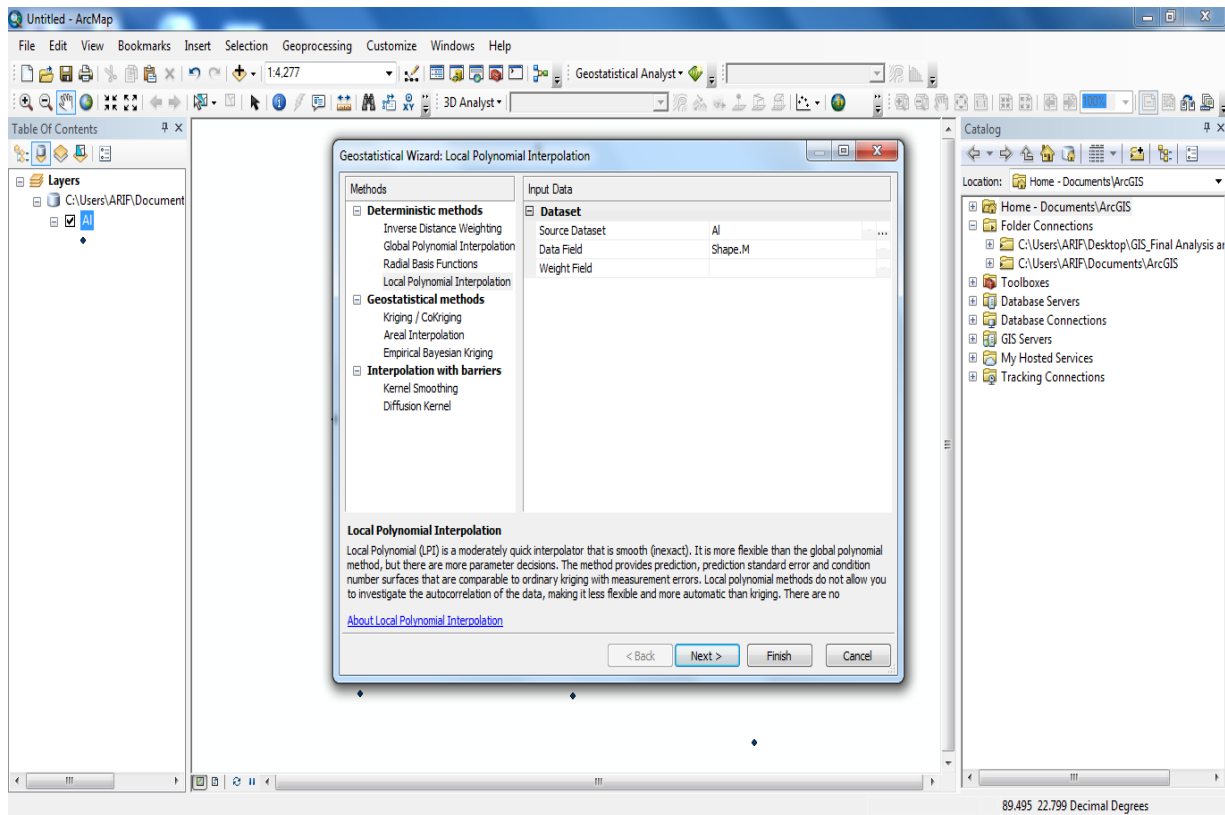 Untitled - ArcMap
File Edit View Bookmarks Insert Selection Geoprocessing Customize Windows Help
1:4,277
Geostatistical Analyst
3D Analyst
100%
Table Of Contents
Layers
C:\Users\ARIF\Document
Al
Geostatistical Wizard: Local Polynomial Interpolation
Methods
Deterministic methods
Inverse Distance Weighting
Global Polynomial Interpolation
Radial Basis Functions
Local Polynomial Interpolation
Geostatistical methods
Kriging / CoKriging
Areal Interpolation
Empirical Bayesian Kriging
Interpolation with barriers
Kernel Smoothing
Diffusion Kernel
Input Data
Dataset
Source Dataset Al ...
Data Field Shape.M
Weight Field
Local Polynomial Interpolation
Local Polynomial (LPI) is a moderately quick interpolator that is smooth (inexact). It is more flexible than the global polynomial
method, but there are more parameter decisions. The method provides prediction, prediction standard error and condition
number surfaces that are comparable to ordinary kriging with measurement errors. Local polynomial methods do not allow you
to investigate the autocorrelation of the data, making it less flexible and more automatic than kriging. There are no
About Local Polynomial Interpolation
< Back Next > Finish Cancel
Catalog
Location: Home - Documents\ArcGIS
Home - Documents\ArcGIS
Folder Connections
C:\Users\ARIF\Desktop\GIS_Final Analysis ar
C:\Users\ARIF\Documents\ArcGIS
Toolboxes
Database Servers
Database Connections
GIS Servers
My Hosted Services
Tracking Connections
89.495 22.799 Decimal Degrees